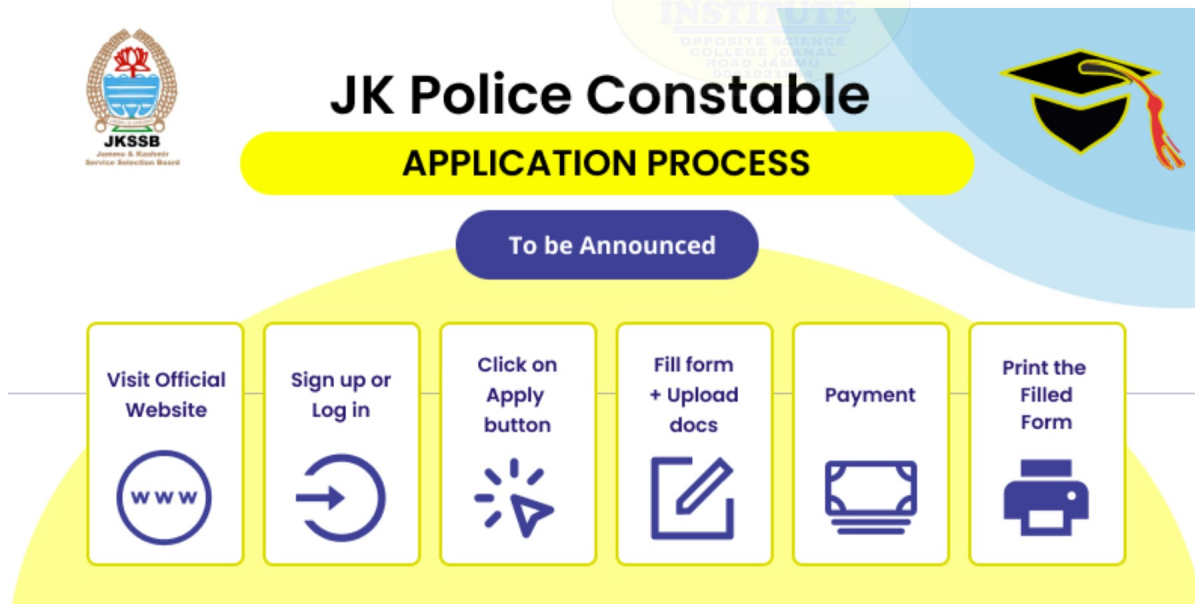 INSTITUTE
OPPOSITE SCIENCE
COLLEGE ,CANAL
ROAD JAMMU
JKSSB
Jammu & Kashmir
Service Selection Board
JK Police Constable
APPLICATION PROCESS
To be Announced
Visit Official
Website
www
Sign up or
Log in
Click on
Apply
button
Fill form
+ Upload
docs
Payment
Print the
Filled
Form